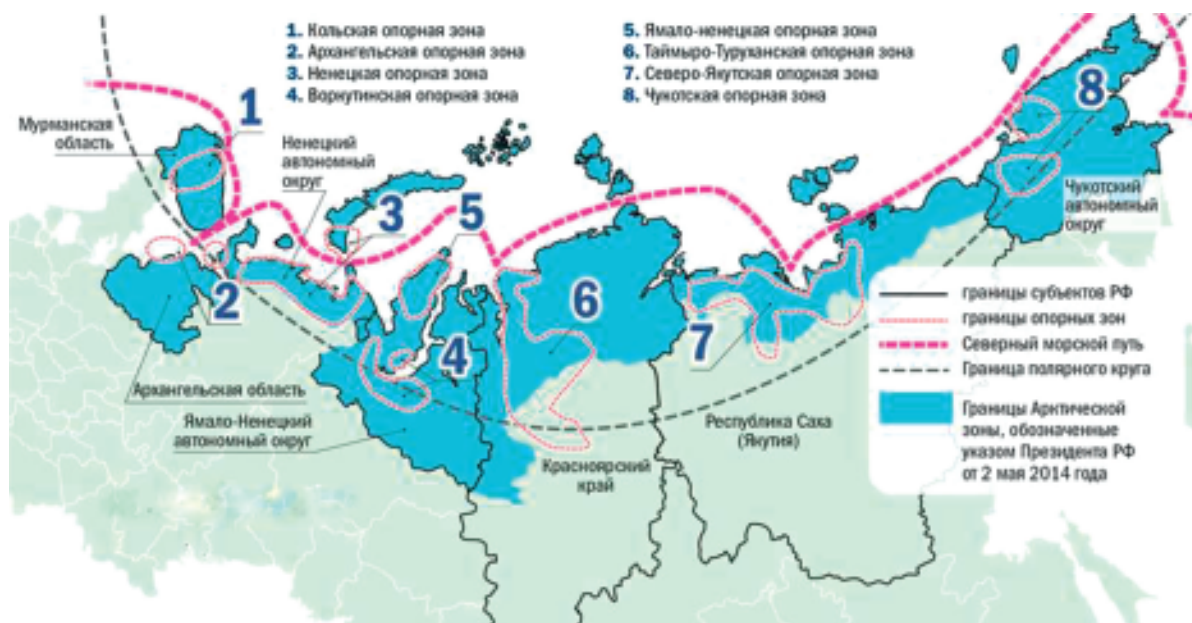 1. Кольская опорная зона
2. Архангельская опорная зона
3. Ненецкая опорная зона
4. Воркутинская опорная зона
5. Ямало-ненецкая опорная зона
6. Таймыро-Туруханская опорная зона
7. Северо-Якутская опорная зона
8. Чукотская опорная зона
1
Мурманская
область
Ненецкий
автономный
округ
3
5
8
Чукотский
автономный
округ
2
6
7
4
Архангельская область
Ямало-Ненецкий
автономный округ
Красноярский
край
Республика Саха
(Якутия)
границы субъектов РФ
границы опорных зон
Северный морской путь
Граница полярного круга
Границы Арктической
зоны, обозначенные
указом Президента РФ
от 2 мая 2014 года